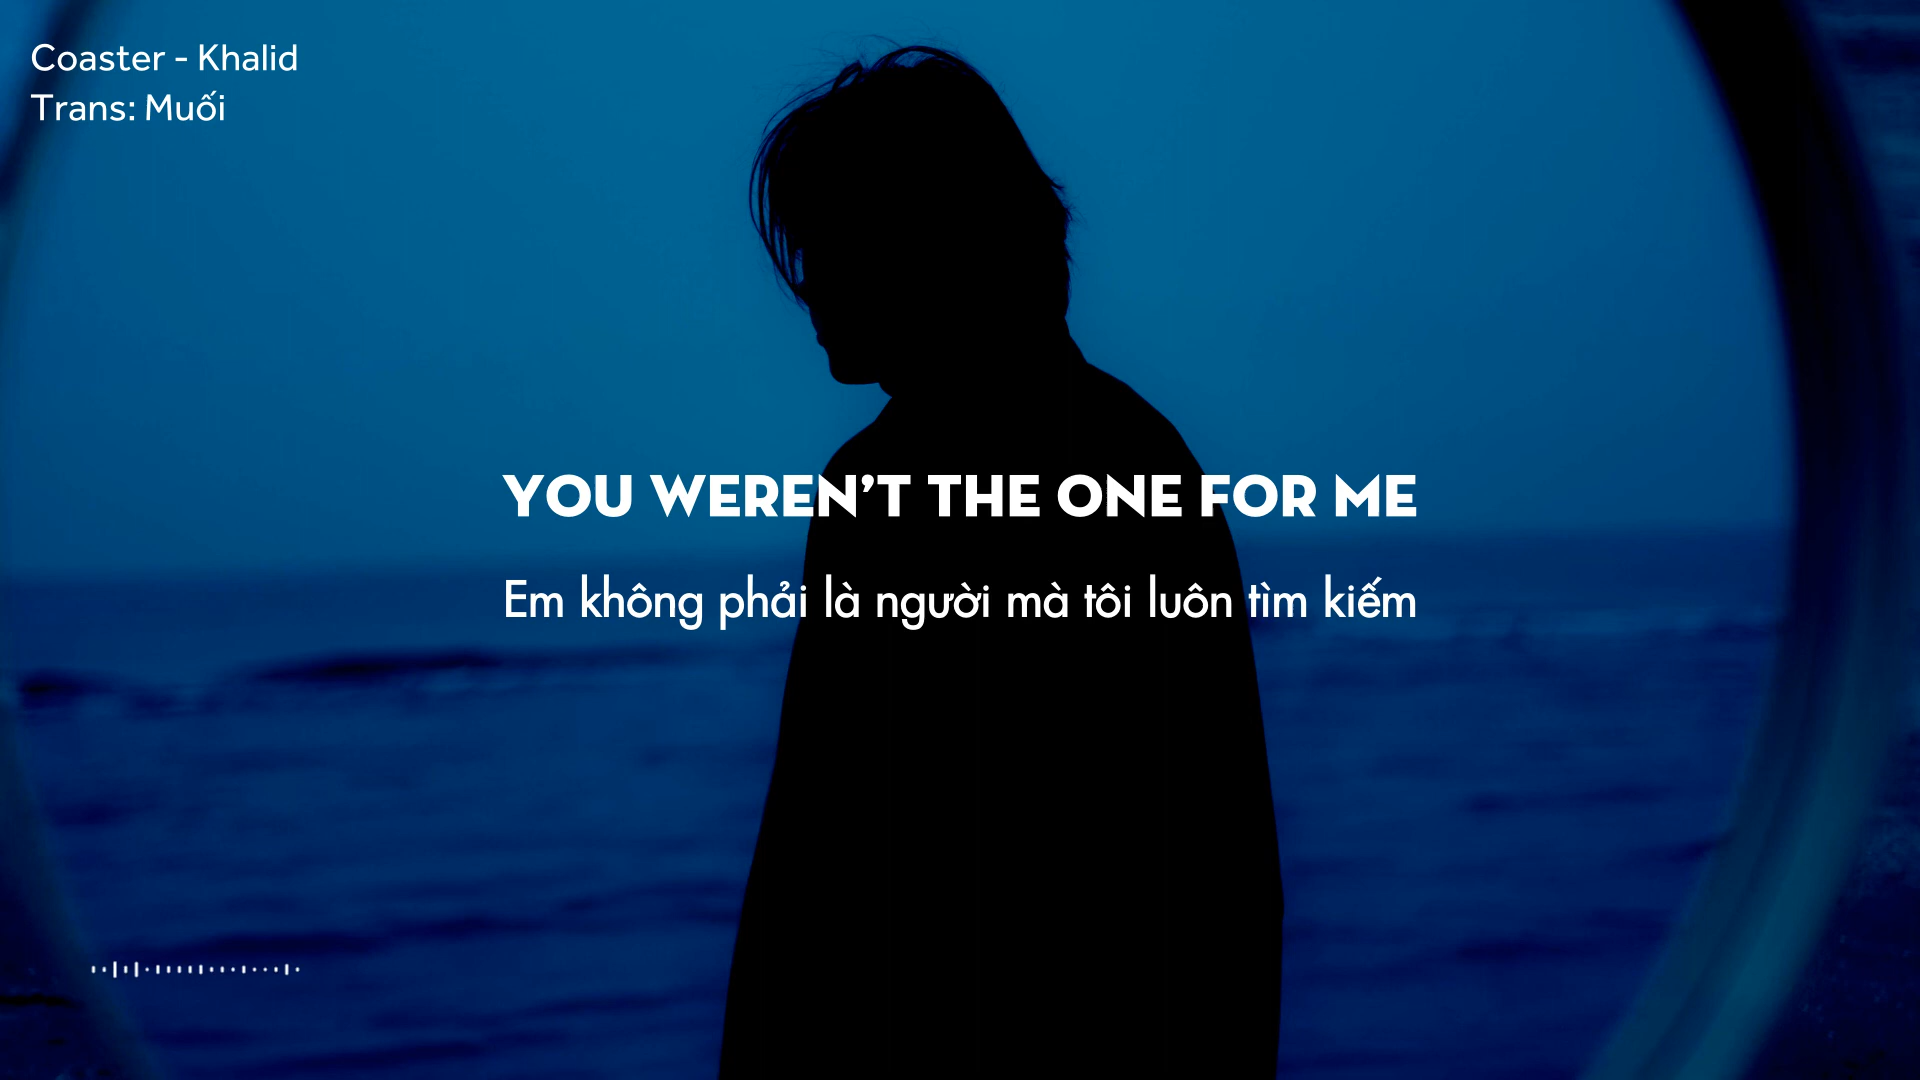 Coaster - Khalid
Trans: Muối
YOU WEREN’T THE ONE FOR ME
Em không phải là người mà tôi luôn tìm kiếm